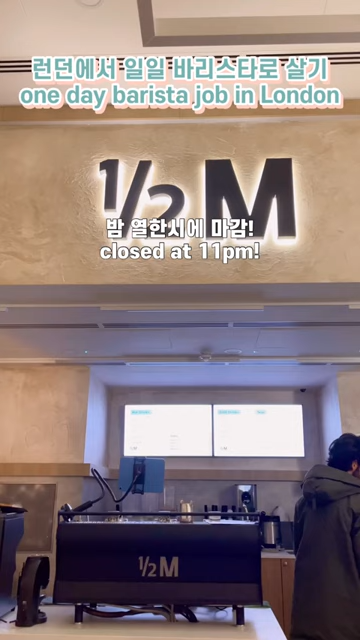 런던에서 일일 바리스타로 살기
one day barista job in London
½ M
밤 열한시에 마감!
closed at 11pm!
½M